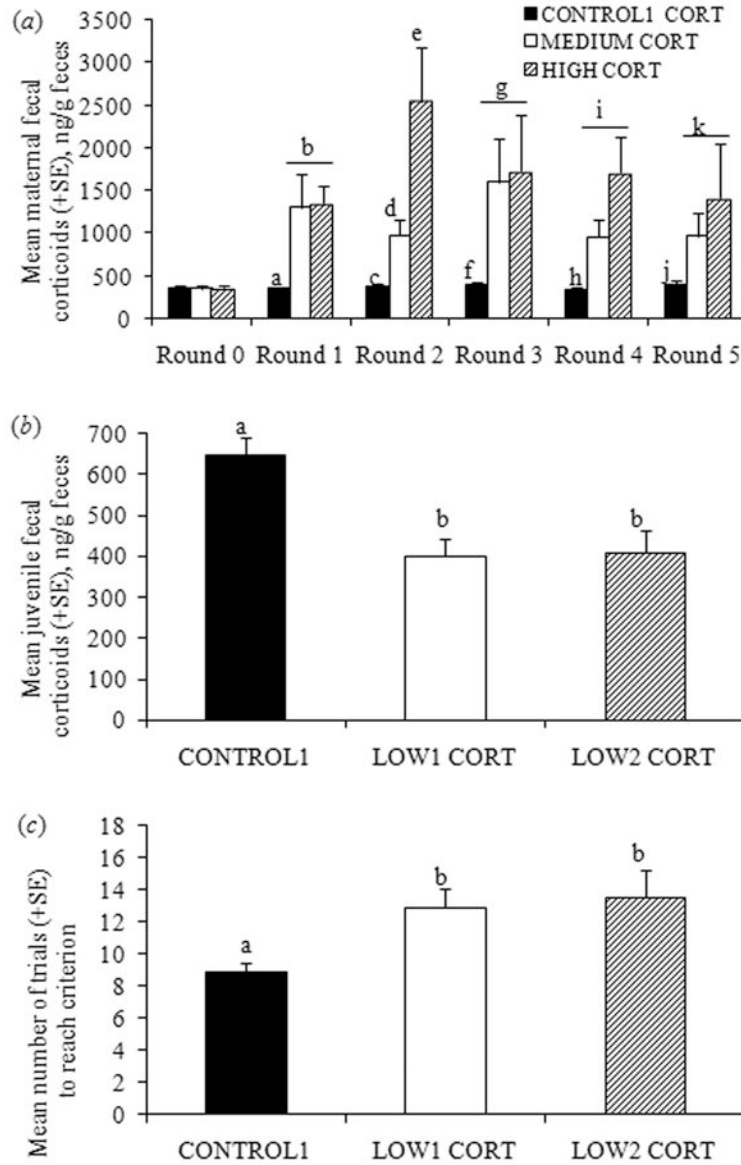 (a)
CONTROL1 CORT
MEDIUM CORT
HIGH CORT
Mean maternal fecal
corticoids (+SE), ng/g feces
3500
3000
2500
2000
1500
1000
500
0
a
b
c
d
e
f
g
h
i
j
k
Round 0 Round 1 Round 2 Round 3 Round 4 Round 5
(b)
Mean juvenile fecal
corticoids (+SE), ng/g feces
700
600
500
400
300
200
100
0
a
b
b
CONTROL1 LOW1 CORT LOW2 CORT
(c)
Mean number of trials (+SE)
to reach criterion
18
16
14
12
10
8
6
4
2
0
a
b
b
CONTROL1 LOW1 CORT LOW2 CORT